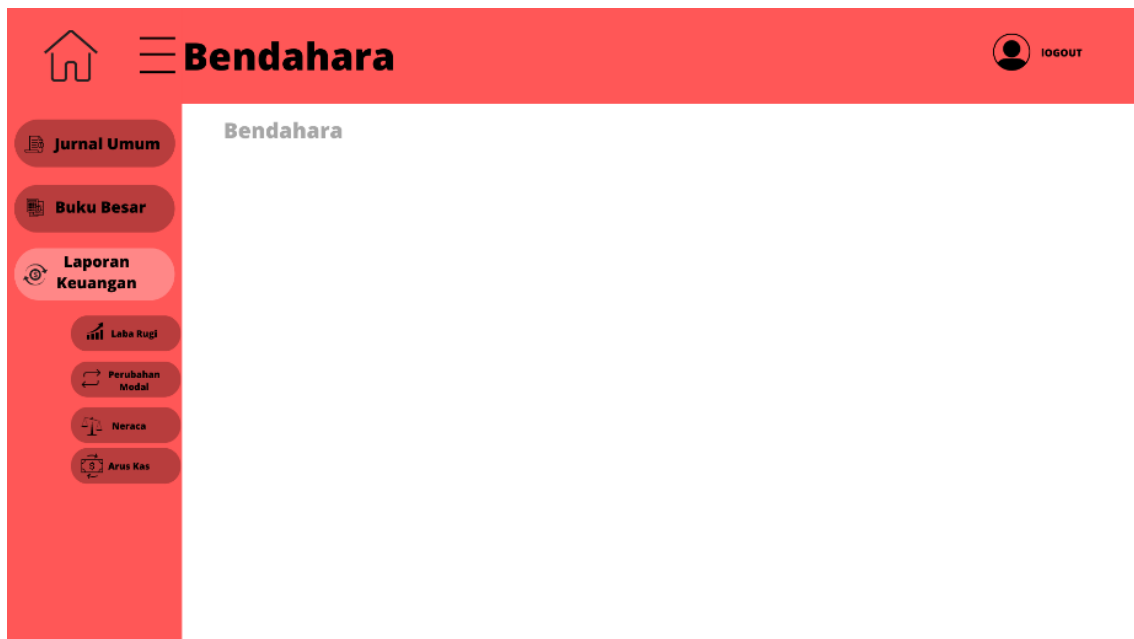 Bendahara
lOGOUT
Bendahara
Jurnal Umum
Buku Besar
Laporan
Keuangan
Laba Rugi
Perubahan
Modal
Neraca
$
Arus Kas